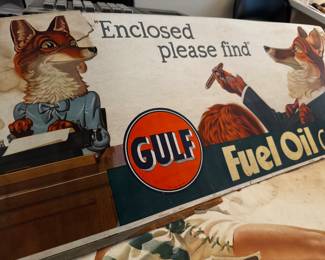 "Enclosed
please find"
GULF
Fuel Oil